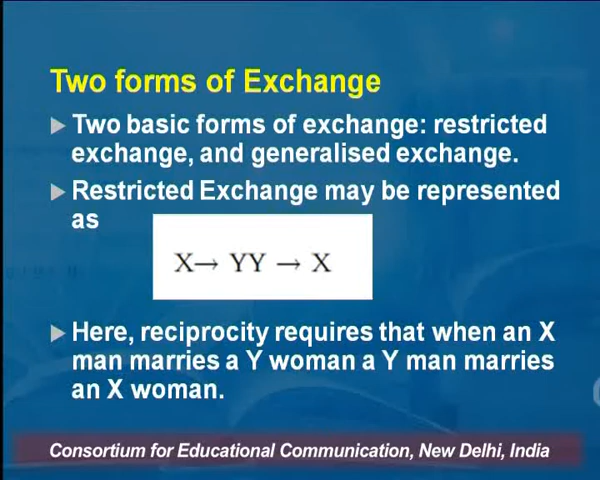 Two forms of Exchange
Two basic forms of exchange: restricted
exchange, and generalised exchange.
Restricted Exchange may be represented
as
X→ YY → X
Here, reciprocity requires that when an X
man marries a Y woman a Y man marries
an X woman.
Consortium for Educational Communication, New Delhi, India